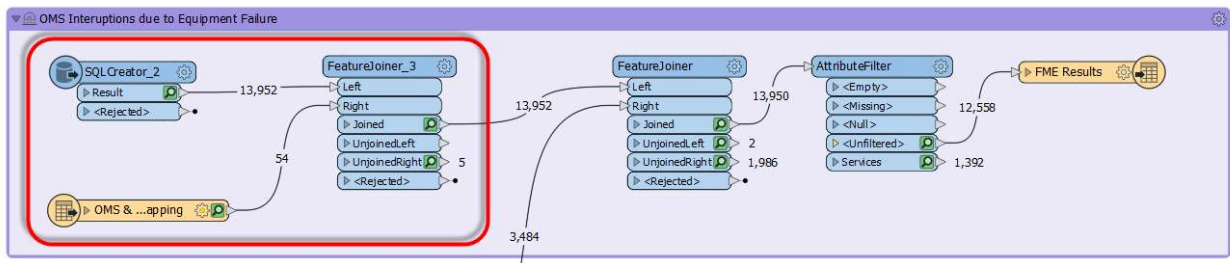 OMS Interuptions due to Equipment Failure
SQLCreator_2
Result
<Rejected>
13,952
54
OMS & ...apping
FeatureJoiner_3
Left
Right
Joined
UnjoinedLeft
UnjoinedRight
5
<Rejected>
13,952
3,484
FeatureJoiner
Left
Right
Joined
UnjoinedLeft
2
UnjoinedRight
1,986
<Rejected>
13,950
AttributeFilter
<Empty>
<Missing>
<Null>
<Unfiltered>
Services
1,392
12,558
FME Results